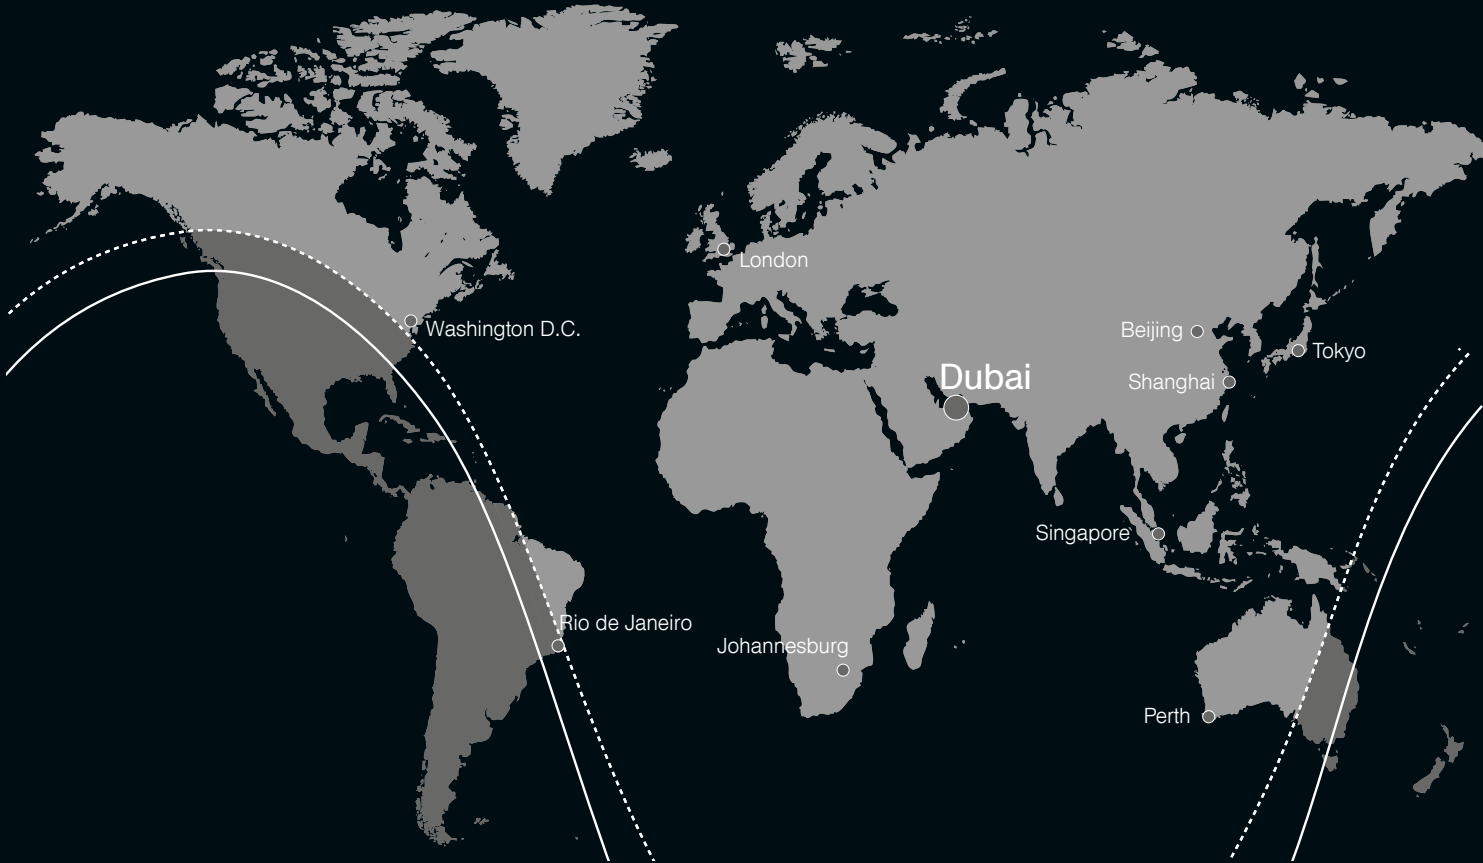 London
Washington D.C.
Beijing
Tokyo
Dubai
Shanghai
Singapore
Rio de Janeiro
Johannesburg
Perth